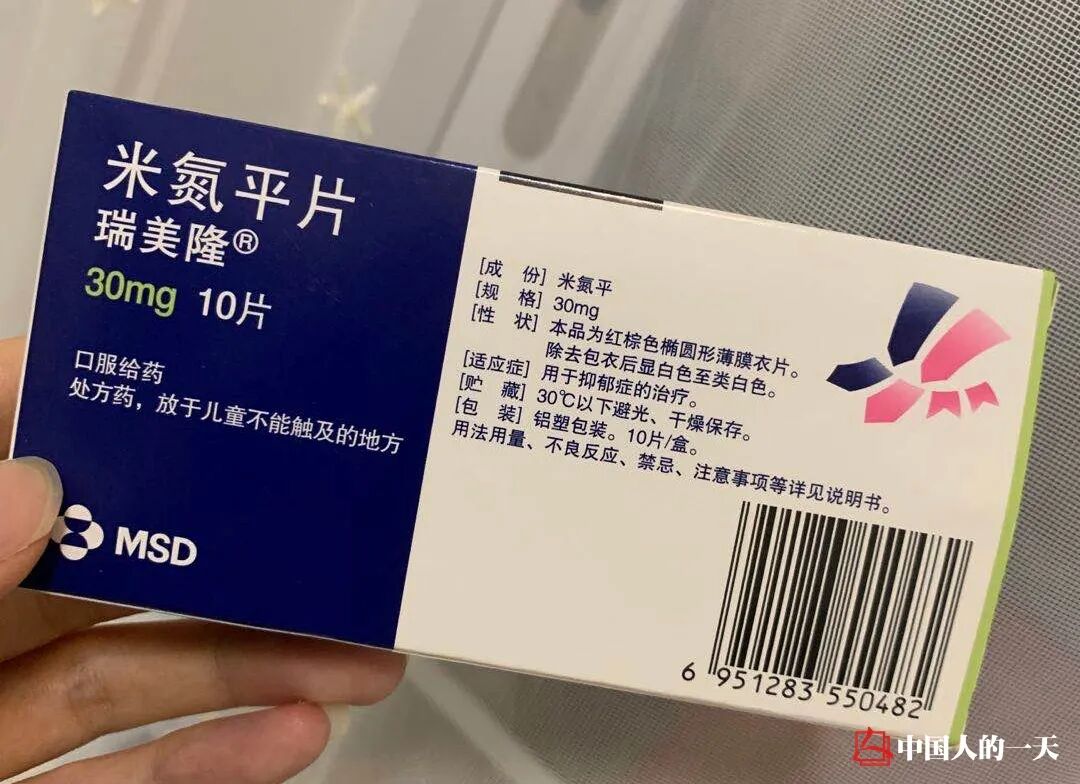 米氮平片
瑞美隆®
30mg 10片
口服给药
处方药，放于儿童不能触及的地方
MSD
[成 份] 米氮平
[规 格] 30mg
[性 状] 本品为红棕色椭圆形薄膜衣片。
除去包衣后显白色至类白色。
[适应症] 用于抑郁症的治疗。
[贮 藏] 30℃以下避光、干燥保存。
[包 装] 铝塑包装。10片/盒。
用法用量、不良反应、禁忌、注意事项等详见说明书。
6 951283 550482
中国人的一天